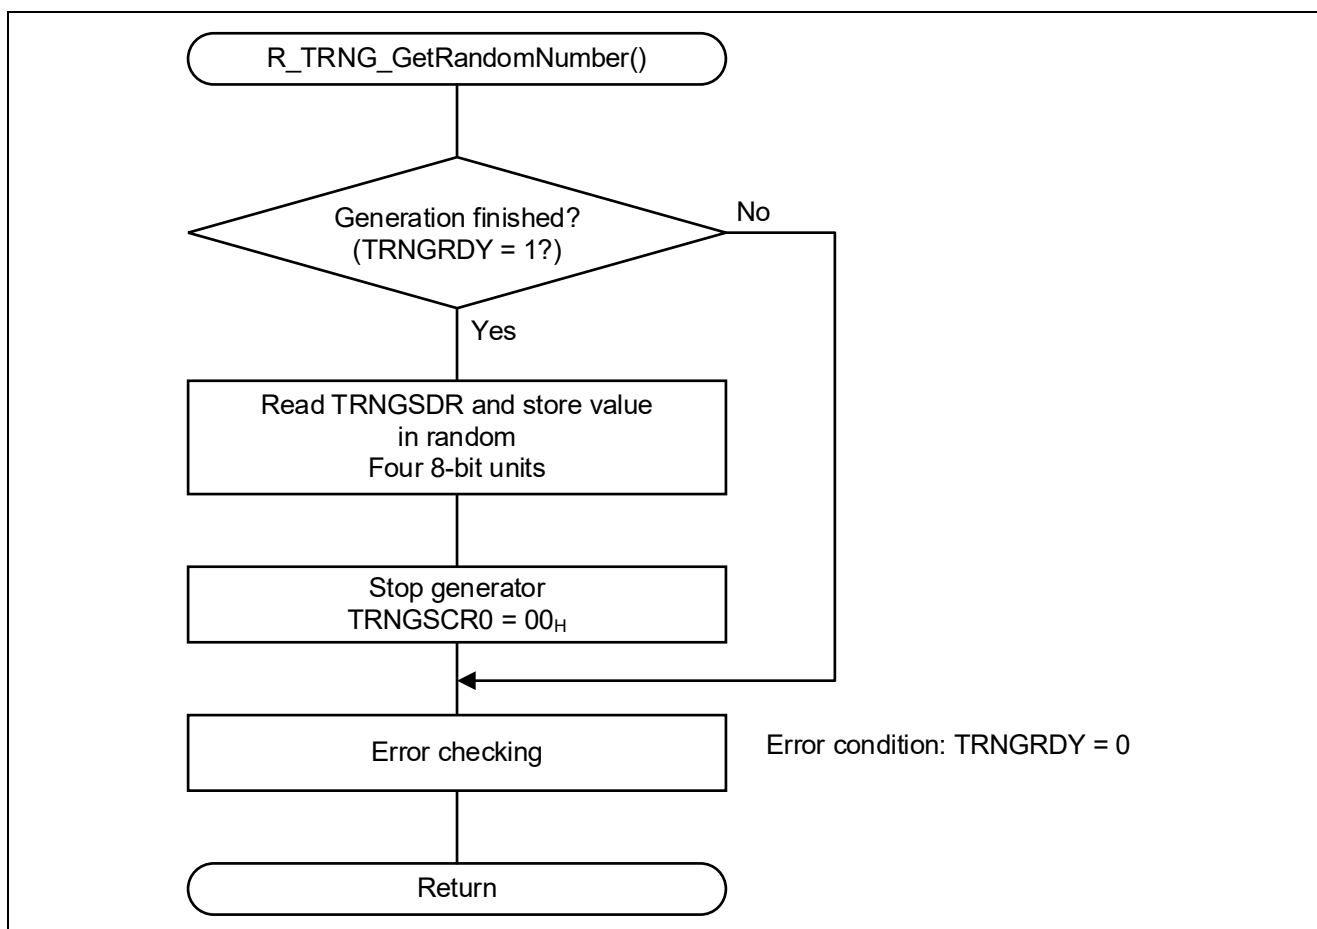 R_TRNG_GetRandomNumber()
Generation finished?
(TRNGRDY = 1?)
No
Yes
Read TRNGSDR and store value
in random
Four 8-bit units
Stop generator
TRNGSCR0 = 00H
Error checking
Error condition: TRNGRDY = 0
Return